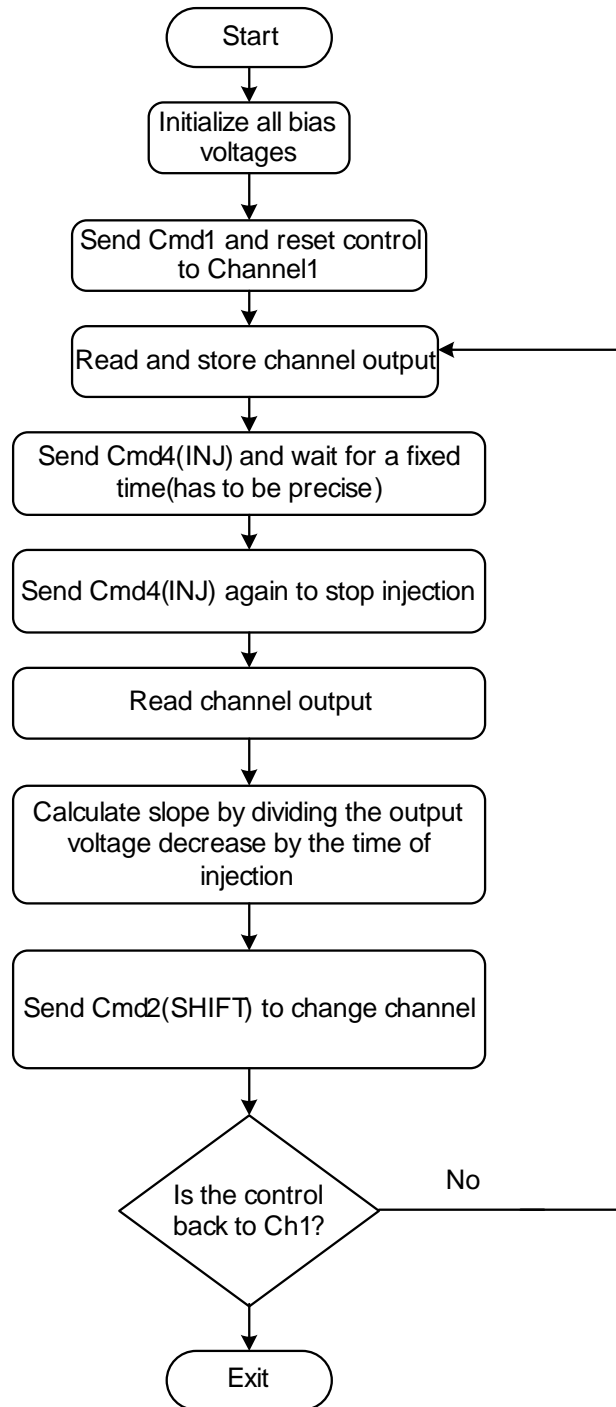 Start
Initialize all bias
voltages
Send Cmd1 and reset control
to Channel1
Read and store channel output
Send Cmd4(INJ) and wait for a fixed
time(has to be precise)
Send Cmd4(INJ) again to stop injection
Read channel output
Calculate slope by dividing the output
voltage decrease by the time of
injection
Send Cmd2(SHIFT) to change channel
Is the control
back to Ch1?
No
Exit